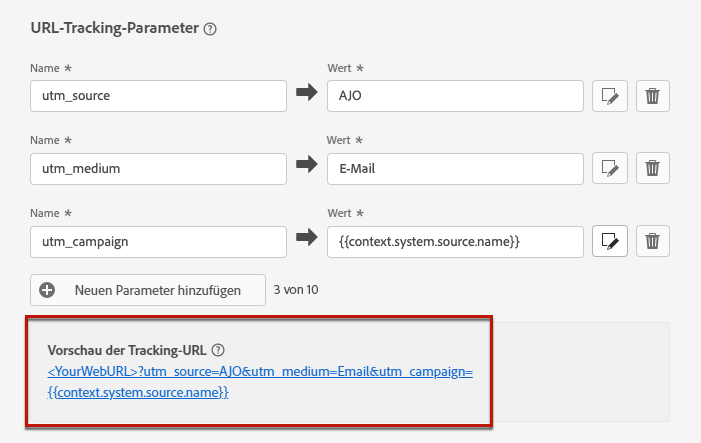 URL-Tracking-Parameter
Name * Wert *
utm_source AJO
Name * Wert *
utm_medium E-Mail
Name * Wert *
utm_campaign {{context.system.source.name}}
Neuen Parameter hinzufügen 3 von 10
Vorschau der Tracking-URL
<YourWebURL>?utm_source=AJO&utm_medium=Email&utm_campaign=
{{context.system.source.name}}